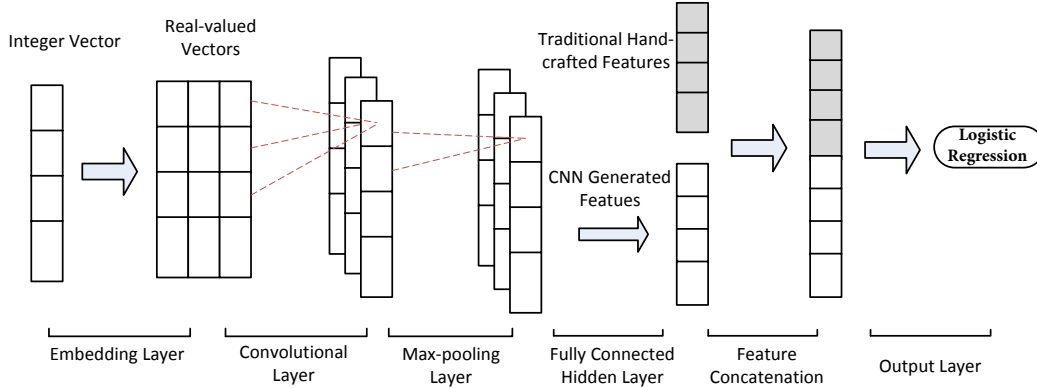 Integer Vector
Real-valued
Vectors
Traditional Hand-
crafted Features
CNN Generated
Featues
Logistic
Regression
Embedding Layer
Convolutional
Layer
Max-pooling
Layer
Fully Connected
Hidden Layer
Feature
Concatenation
Output Layer